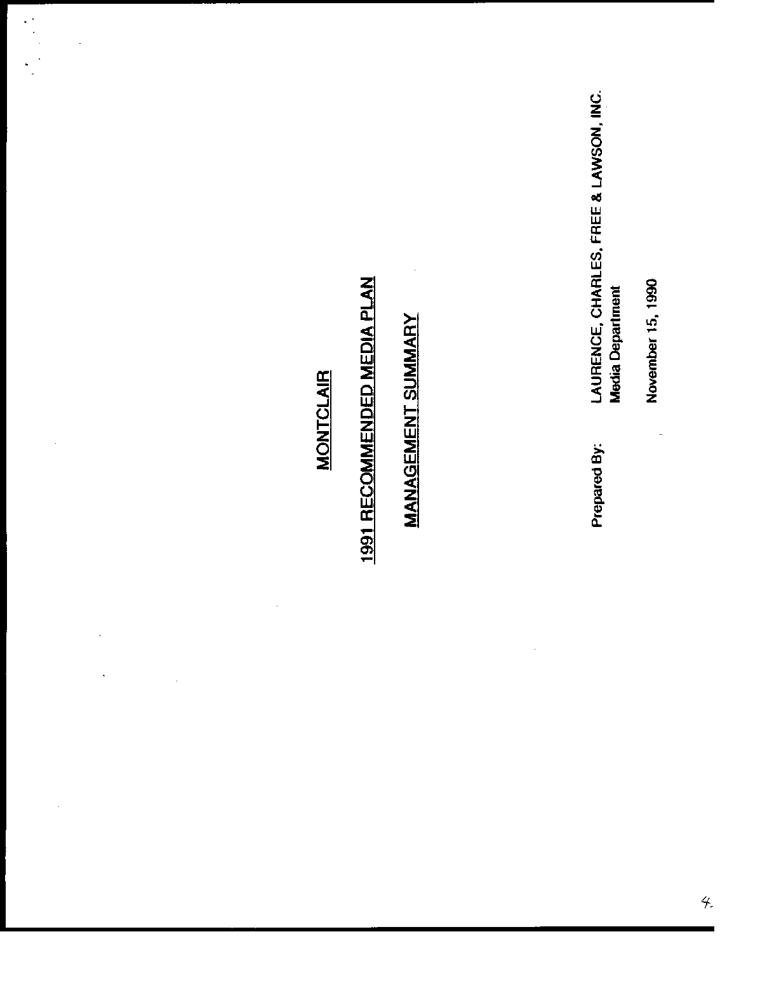 MONTCLAIR
1991 RECOMMENDED MEDIA PLAN
MANAGEMENT SUMMARY
Prepared By: LAURENCE, CHARLES, FREE & LAWSON, INC.
Media Department
November 15, 1990
4.